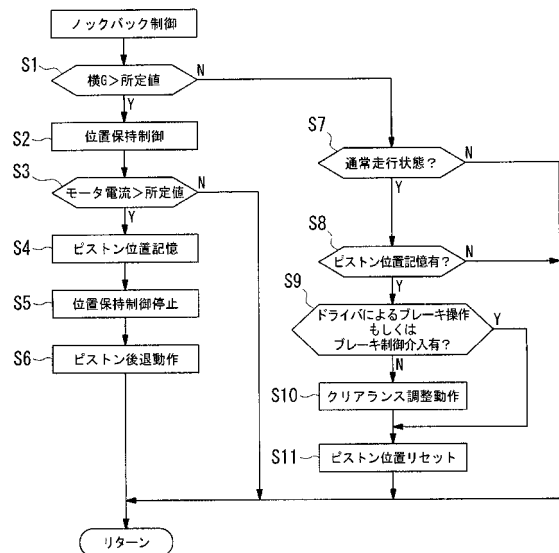 ノックバック制御
S1
横G>所定値
N
Y
S2
位置保持制御
S3
モータ電流>所定値
N
Y
S4
ピストン位置記憶
S5
位置保持制御停止
S6
ピストン後退動作
S7
通常走行状態?
N
Y
S8
ピストン位置記憶有?
N
Y
S9
ドライバによるブレーキ操作
もしくは
ブレーキ制御介入有?
Y
N
S10
クリアランス調整動作
S11
ピストン位置リセット
リターン